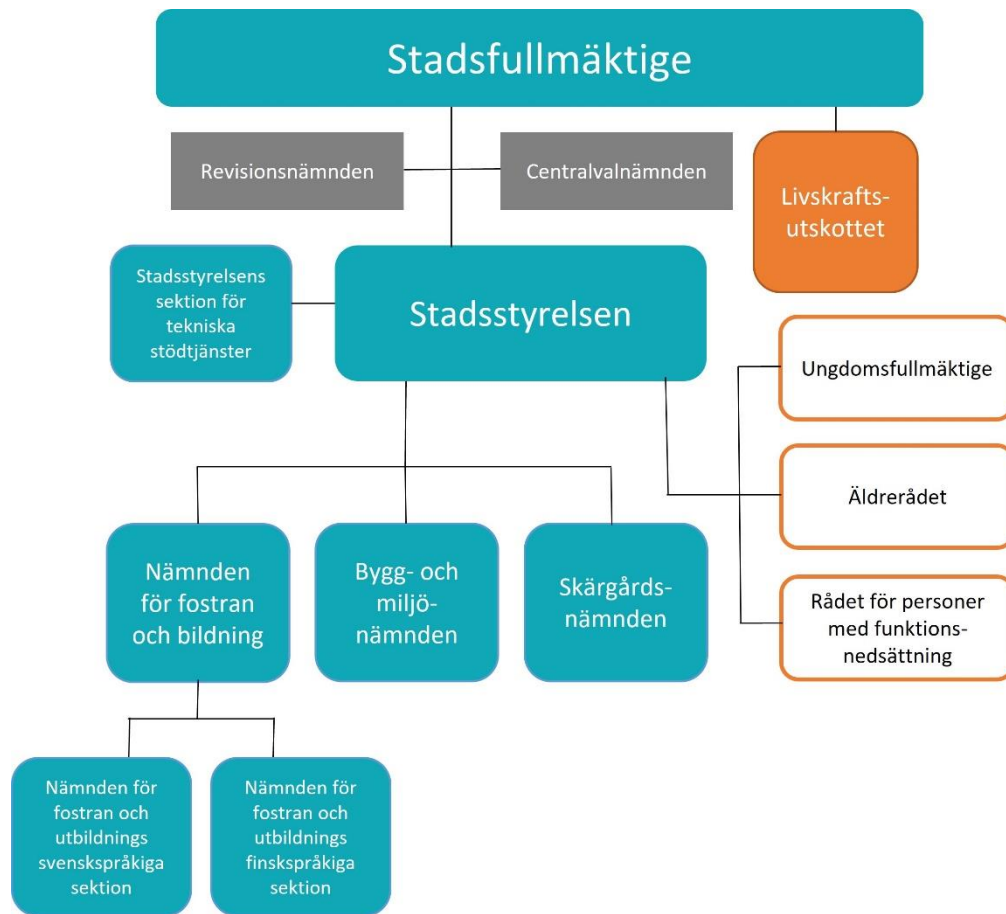 Stadsfullmäktige
Revisionsnämnden
Centralvalnämnden
Livskrafts-
utskottet
Stadsstyrelsens
sektion för
tekniska
stödtjänster
Stadsstyrelsen
Ungdomsfullmäktige
Äldrerådet
Rådet för personer
med funktions-
nedsättning
Nämnden
för fostran
och bildning
Bygg- och
miljö-
nämnden
Skärgårds-
nämnden
Nämnden för
fostran och
utbildnings
svenskspråkiga
sektion
Nämnden för
fostran och
utbildnings
finskspråkiga
sektion